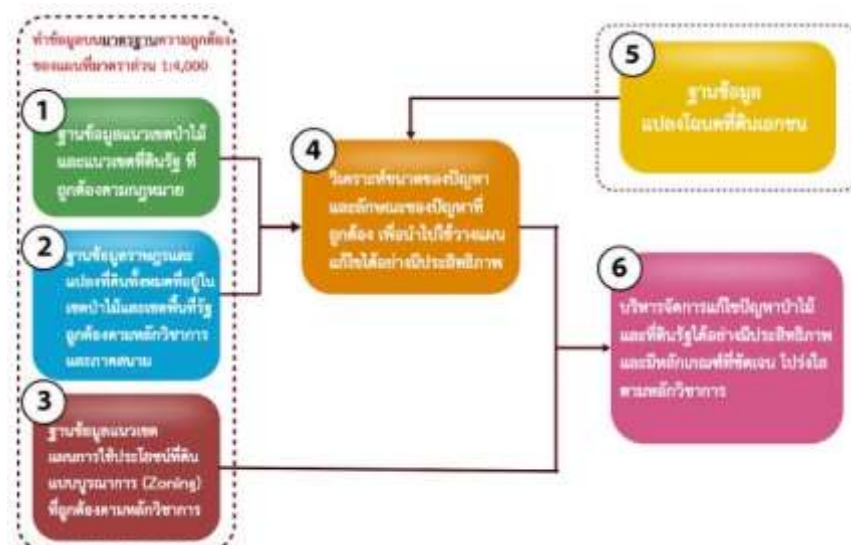 ทำข้อมูลบนมาตรฐานความถูกต้อง
ของแผนที่มาตราส่วน 1:4,000
1
ฐานข้อมูลแนวเขตป่าไม้
และแนวเขตที่ดินรัฐ ที่
ถูกต้องตามกฎหมาย
2
ฐานข้อมูลราษฎรและ
แปลงที่ดินทั้งหมดที่อยู่ใน
เขตป่าไม้และเขตพื้นที่รัฐ
ถูกต้องตามหลักวิชาการ
และภาคสนาม
3
ฐานข้อมูลแนวเขต
แผนการใช้ประโยชน์ที่ดิน
แบบบูรณาการ (Zoning)
ที่ถูกต้องตามหลักวิชาการ
4
วิเคราะห์ขนาดของปัญหา
และลักษณะของปัญหาที่
ถูกต้อง เพื่อนำไปใช้วางแผน
แก้ไขได้อย่างมีประสิทธิภาพ
5
ฐานข้อมูล
แปลงโฉนดที่ดินเอกชน
6
บริหารจัดการแก้ไขปัญหาป่าไม้
และที่ดินรัฐได้อย่างมีประสิทธิภาพ
และมีหลักเกณฑ์ที่ชัดเจน โปร่งใส
ตามหลักวิชาการ